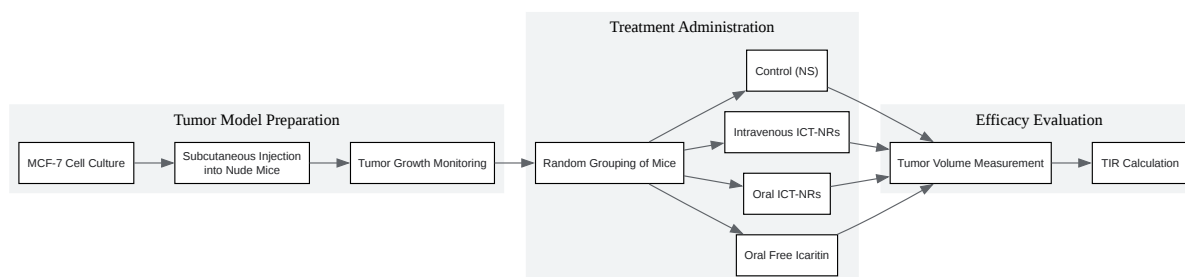 Treatment Administration
Control (NS)
Tumor Model Preparation
Efficacy Evaluation
Intravenous ICT-NRs
MCF-7 Cell Culture
Subcutaneous Injection
into Nude Mice
Tumor Growth Monitoring
Random Grouping of Mice
Tumor Volume Measurement
TIR Calculation
Oral ICT-NRs
Oral Free Icaritin